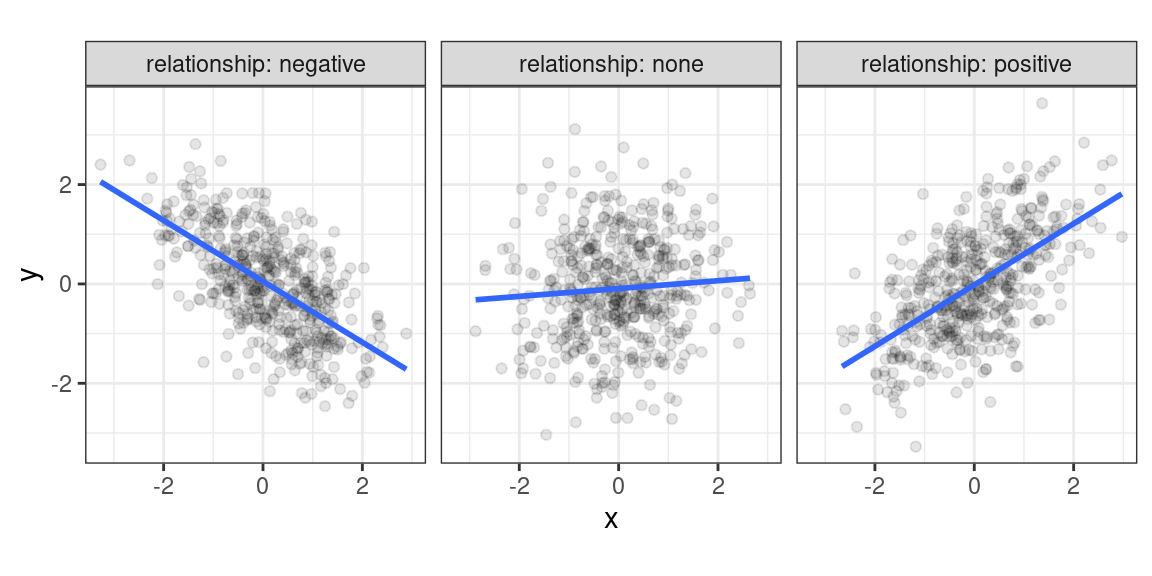 relationship: negative
relationship: none
relationship: positive
y
2
0
-2
-2 0 2
-2 0 2
-2 0 2
x